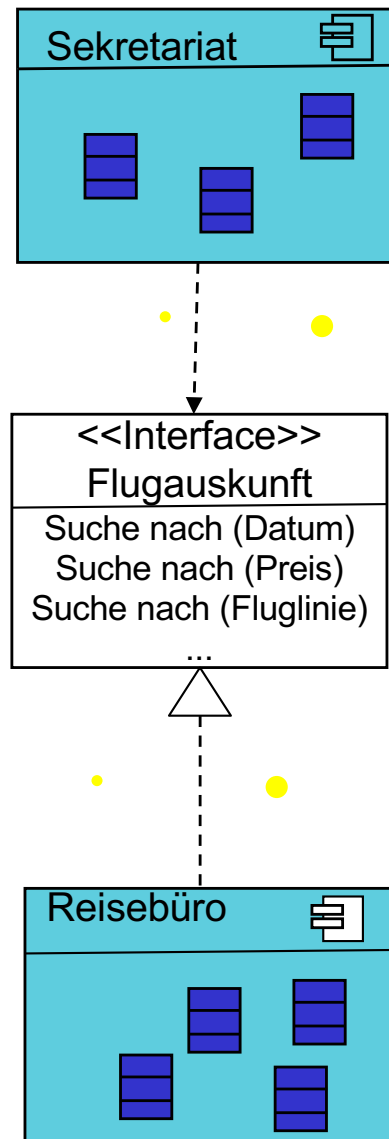 Sekretariat
<<Interface>>
Flugauskunft
Suche nach (Datum)
Suche nach (Preis)
Suche nach (Fluglinie)
...
Reisebüro